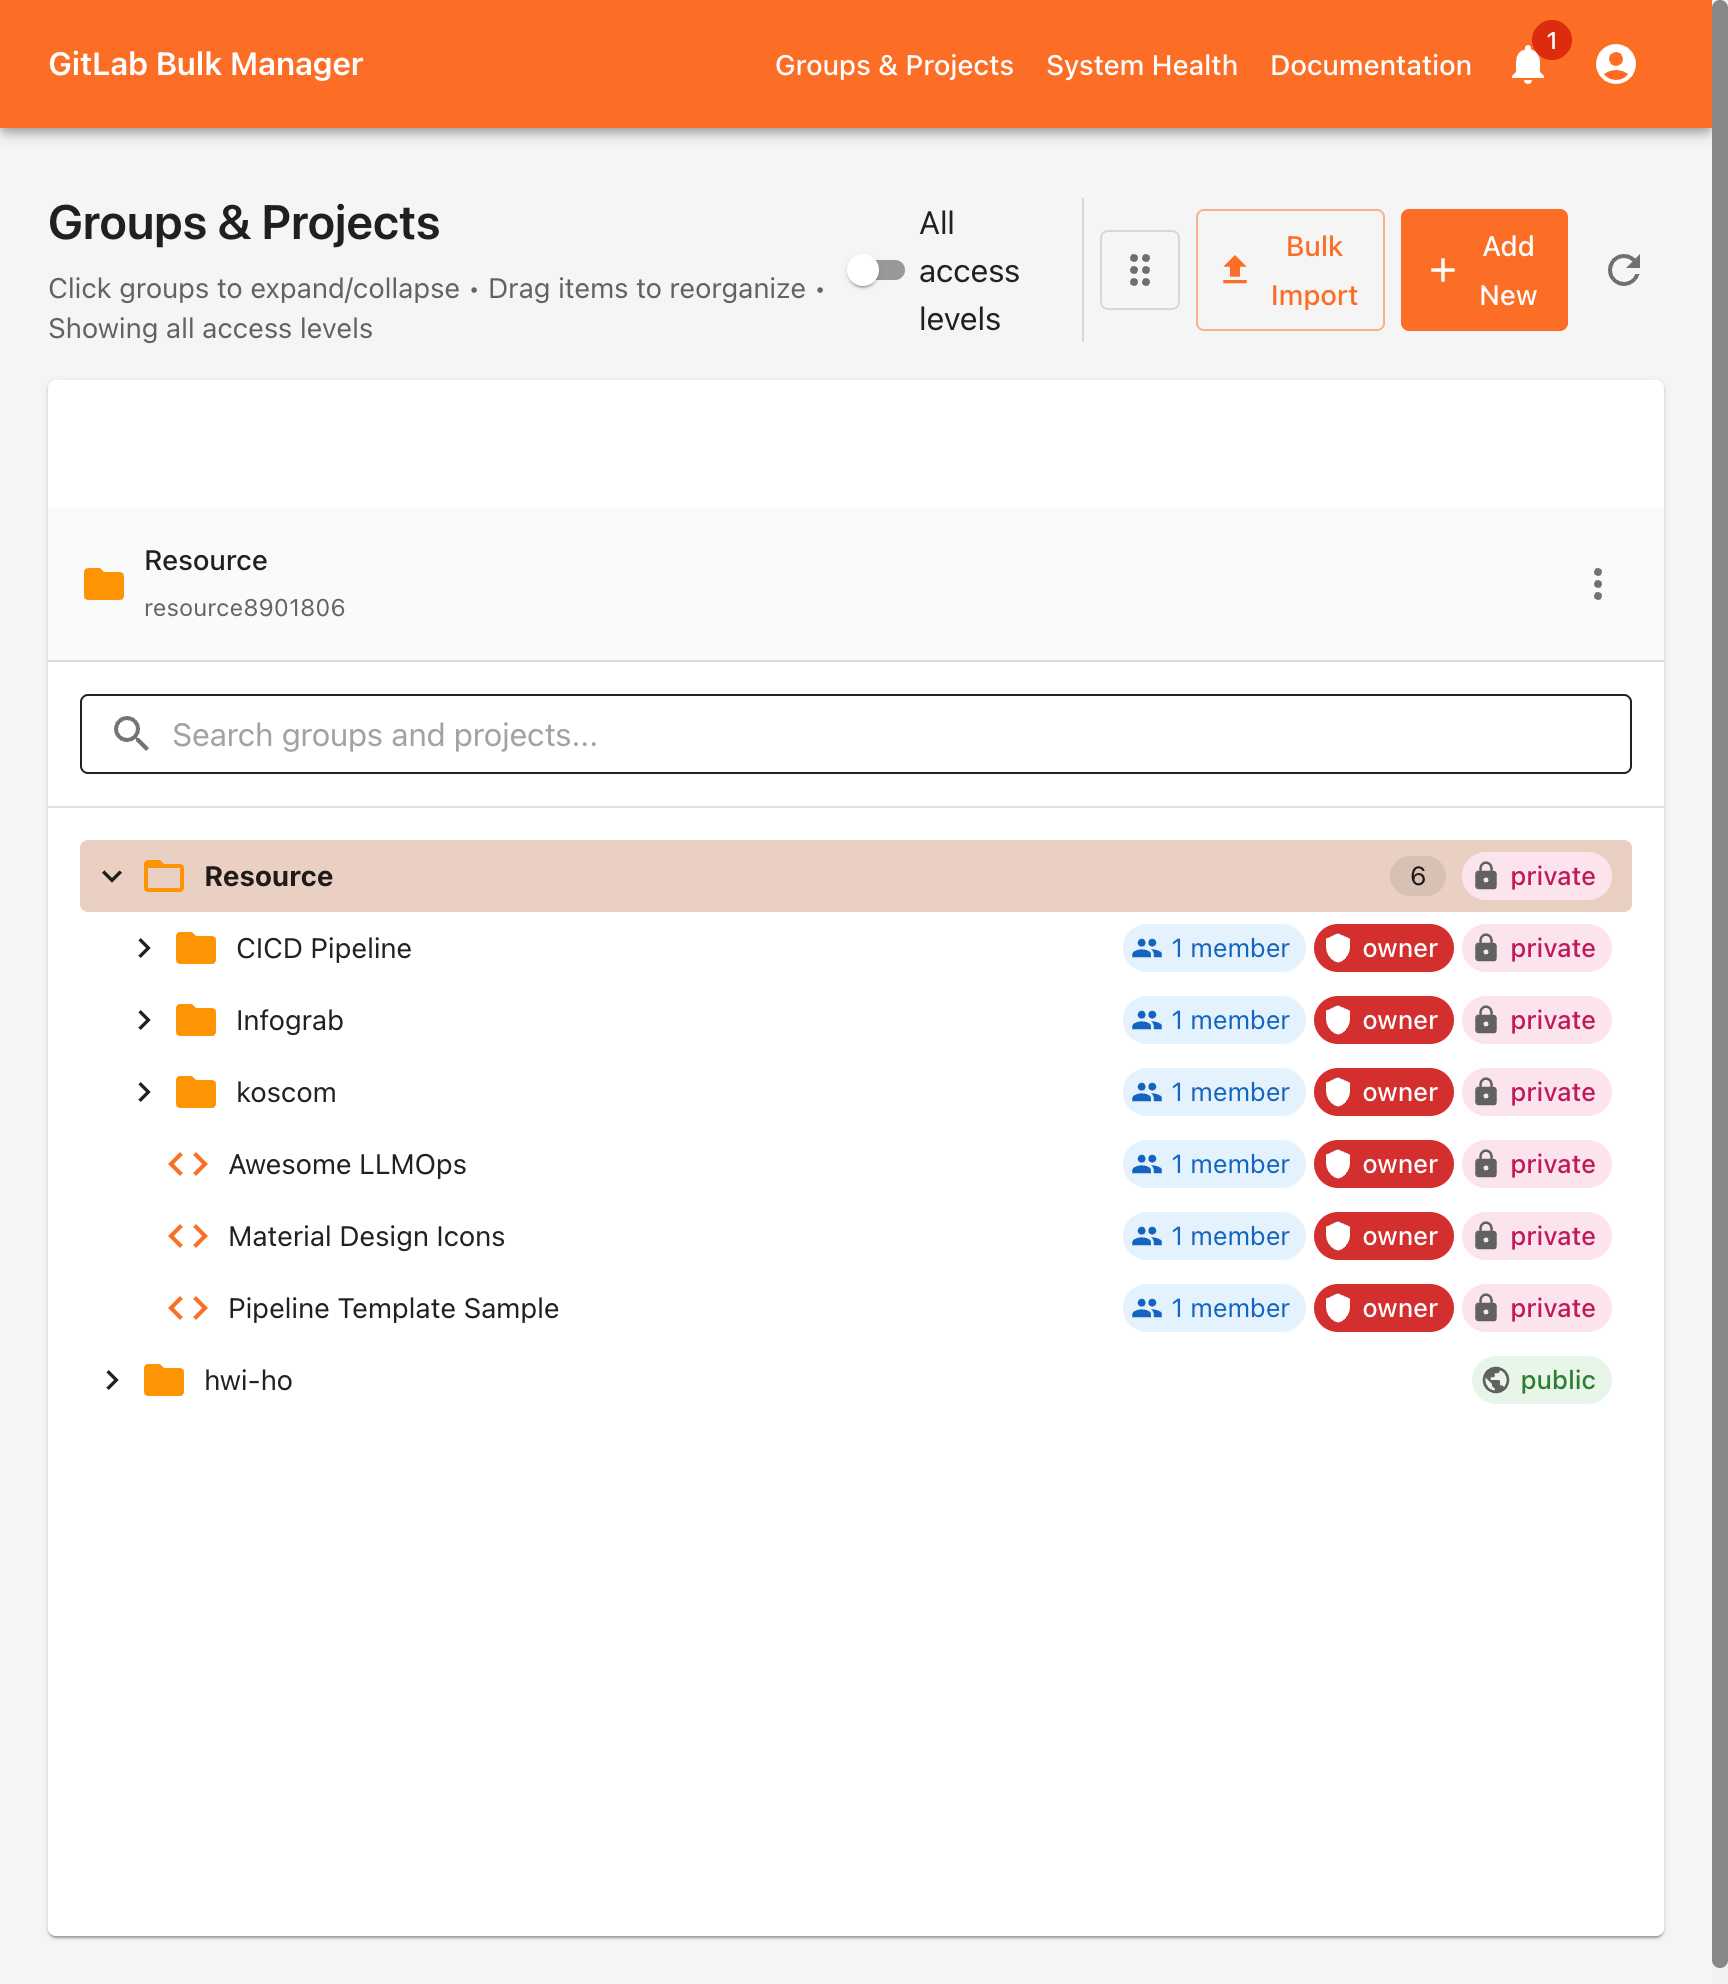 GitLab Bulk Manager
Groups & Projects
System Health
Documentation
1
Groups & Projects
Click groups to expand/collapse • Drag items to reorganize •
Showing all access levels
All
access
levels
Bulk
Import
Add
New
Resource
resource8901806
Search groups and projects...
Resource 6 private
CICD Pipeline 1 member owner private
Infograb 1 member owner private
koscom 1 member owner private
Awesome LLMOps 1 member owner private
Material Design Icons 1 member owner private
Pipeline Template Sample 1 member owner private
hwi-ho public